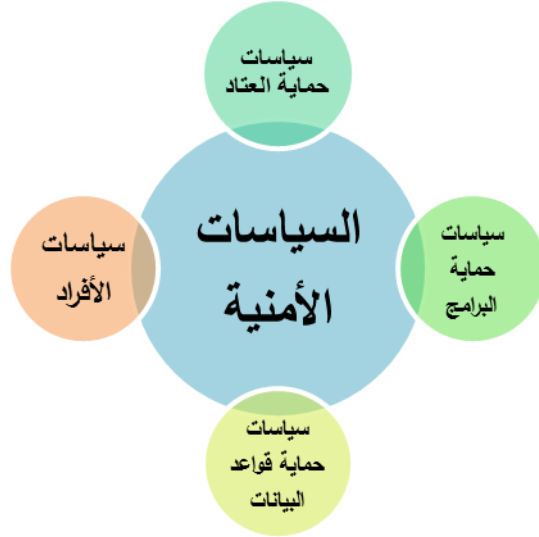 سياسات
حماية العتاد
السياسات
الأمنية
سياسات
حماية
البرامج
سياسات
الأفراد
سياسات
حماية قواعد
البيانات